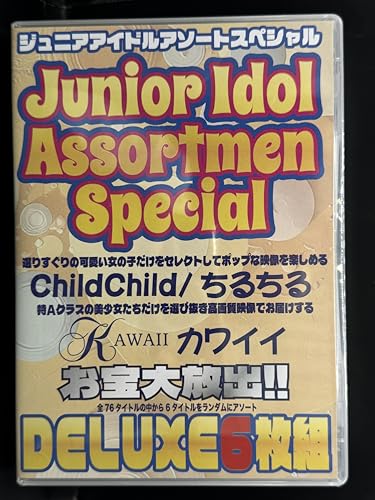 ジュニアアイドルアソートスペシャル
Junior Idol
Assortmen
Special
選りすぐりの可愛い女の子だけをセレクトしてポップな映像を楽しめる
ChildChild/ちるちる
特Aクラスの美少女たちだけを選び抜き高画質映像でお届けする
KAWAII カワイイ
お宝大放出!!
全76タイトルの中から6タイトルをランダムにアソート
DELUXE6枚組